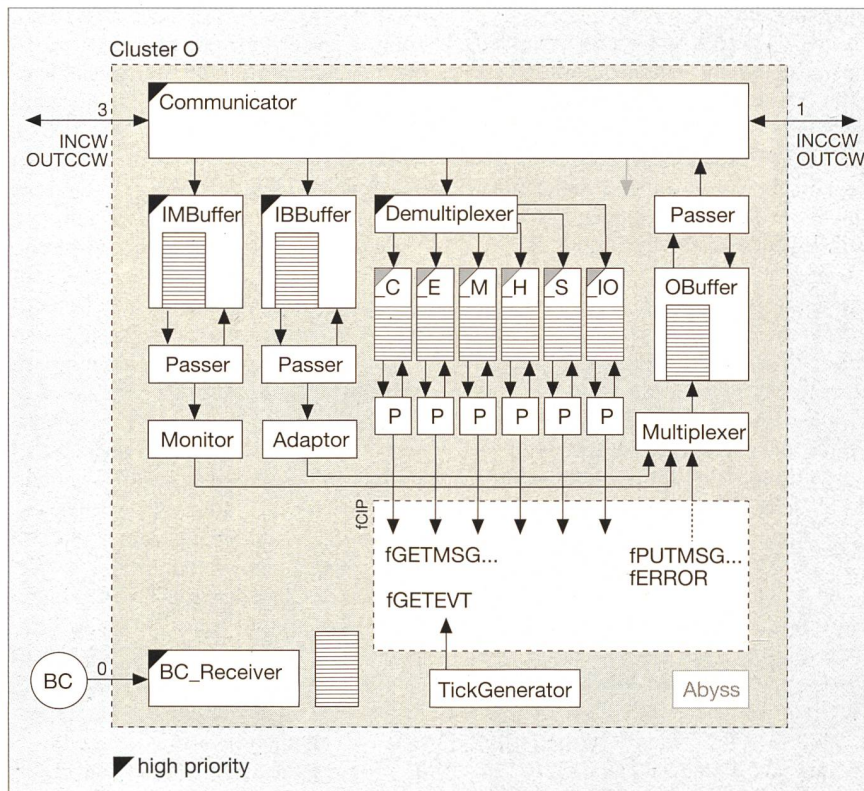 Cluster O
Communicator
3
1
INCW
OUTCCW
INCCW
OUTCW
IMBuffer
IBBuffer
Demultiplexer
Passer
_C
_E
_M
_H
_S
_IO
OBuffer
Passer
Passer
P
P
P
P
P
P
Monitor
Adaptor
Multiplexer
fCIP
fGETMSG...
fPUTMSG...
fERROR
fGETEVT
BC
0
BC_Receiver
TickGenerator
Abyss
high priority